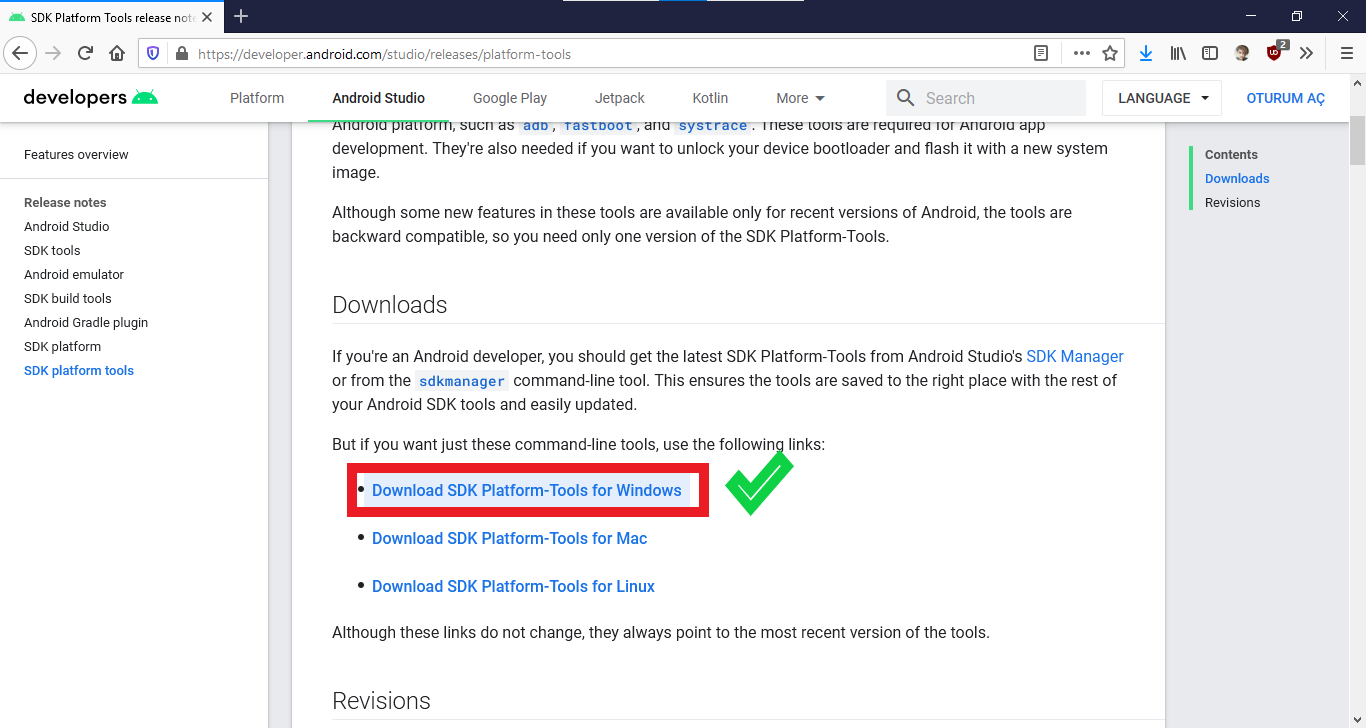 SDK Platform Tools release note
https://developer.android.com/studio/releases/platform-tools
2
developers
Platform
Android Studio
Google Play
Jetpack
Kotlin
More
Search
LANGUAGE
OTURUM AÇ
Features overview
Release notes
Android Studio
SDK tools
Android emulator
SDK build tools
Android Gradle plugin
SDK platform
SDK platform tools
Android platform, such as adb, fastboot, and systrace. These tools are required for Android app
development. They're also needed if you want to unlock your device bootloader and flash it with a new system
image.
Although some new features in these tools are available only for recent versions of Android, the tools are
backward compatible, so you need only one version of the SDK Platform-Tools.
Downloads
If you're an Android developer, you should get the latest SDK Platform-Tools from Android Studio's SDK Manager
or from the sdkmanager command-line tool. This ensures the tools are saved to the right place with the rest of
your Android SDK tools and easily updated.
But if you want just these command-line tools, use the following links:
• Download SDK Platform-Tools for Windows
• Download SDK Platform-Tools for Mac
• Download SDK Platform-Tools for Linux
Although these links do not change, they always point to the most recent version of the tools.
Revisions
Contents
Downloads
Revisions